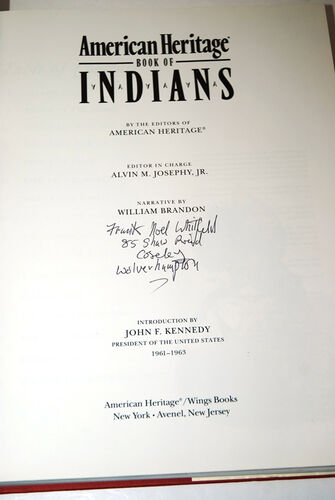 American Heritage®
BOOK OF
INDIANS
BY THE EDITORS OF
AMERICAN HERITAGE®
EDITOR IN CHARGE
ALVIN M. JOSEPHY, JR.
NARRATIVE BY
WILLIAM BRANDON
Frank Noel Whitfield
85 Shaw Road
Coseley
Wolverhampton
INTRODUCTION BY
JOHN F. KENNEDY
PRESIDENT OF THE UNITED STATES
1961–1963
American Heritage®/Wings Books
New York • Avenel, New Jersey